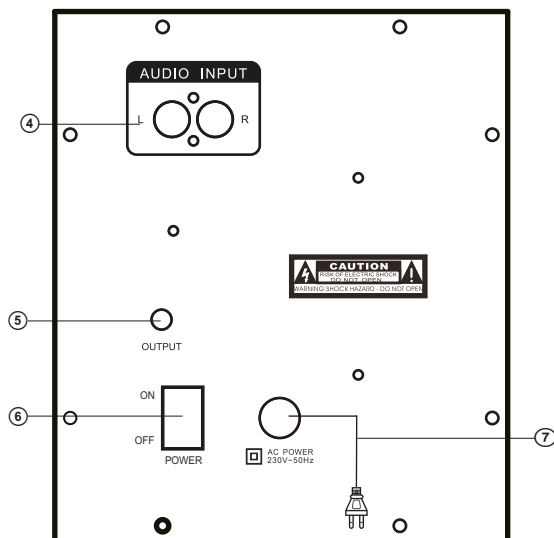 AUDIO INPUT
④
L
R
CAUTION
RISK OF ELECTRIC SHOCK
DO NOT OPEN
WARNING:SHOCK HAZARD - DO NOT OPEN
⑤
OUTPUT
ON
⑥
⑦
OFF
AC POWER
230V~50Hz
POWER